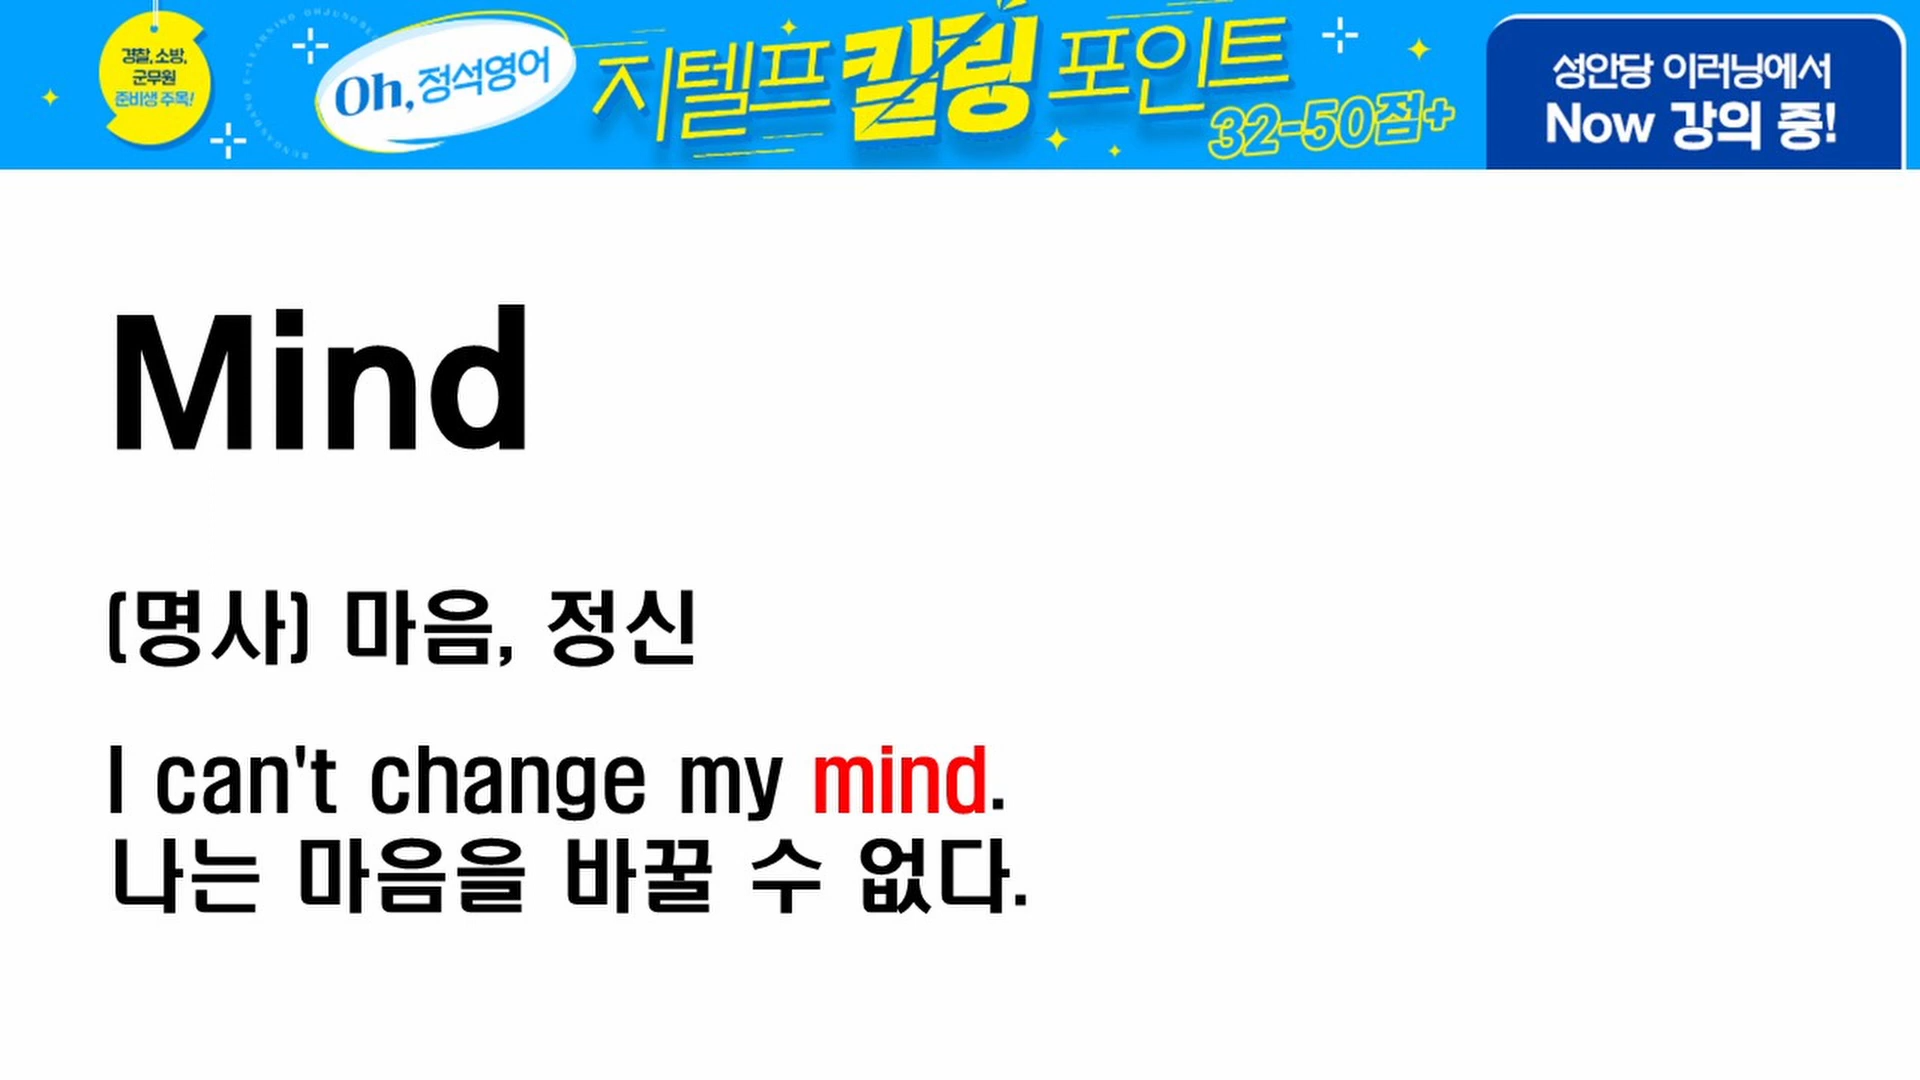 경찰, 소방,
군무원
준비생 주목!
Oh, 정석영어
지텔프 킬링 포인트
32-50점+
성안당 이러닝에서
Now 강의 중!
Mind
(명사) 마음, 정신
I can't change my mind.
나는 마음을 바꿀 수 없다.